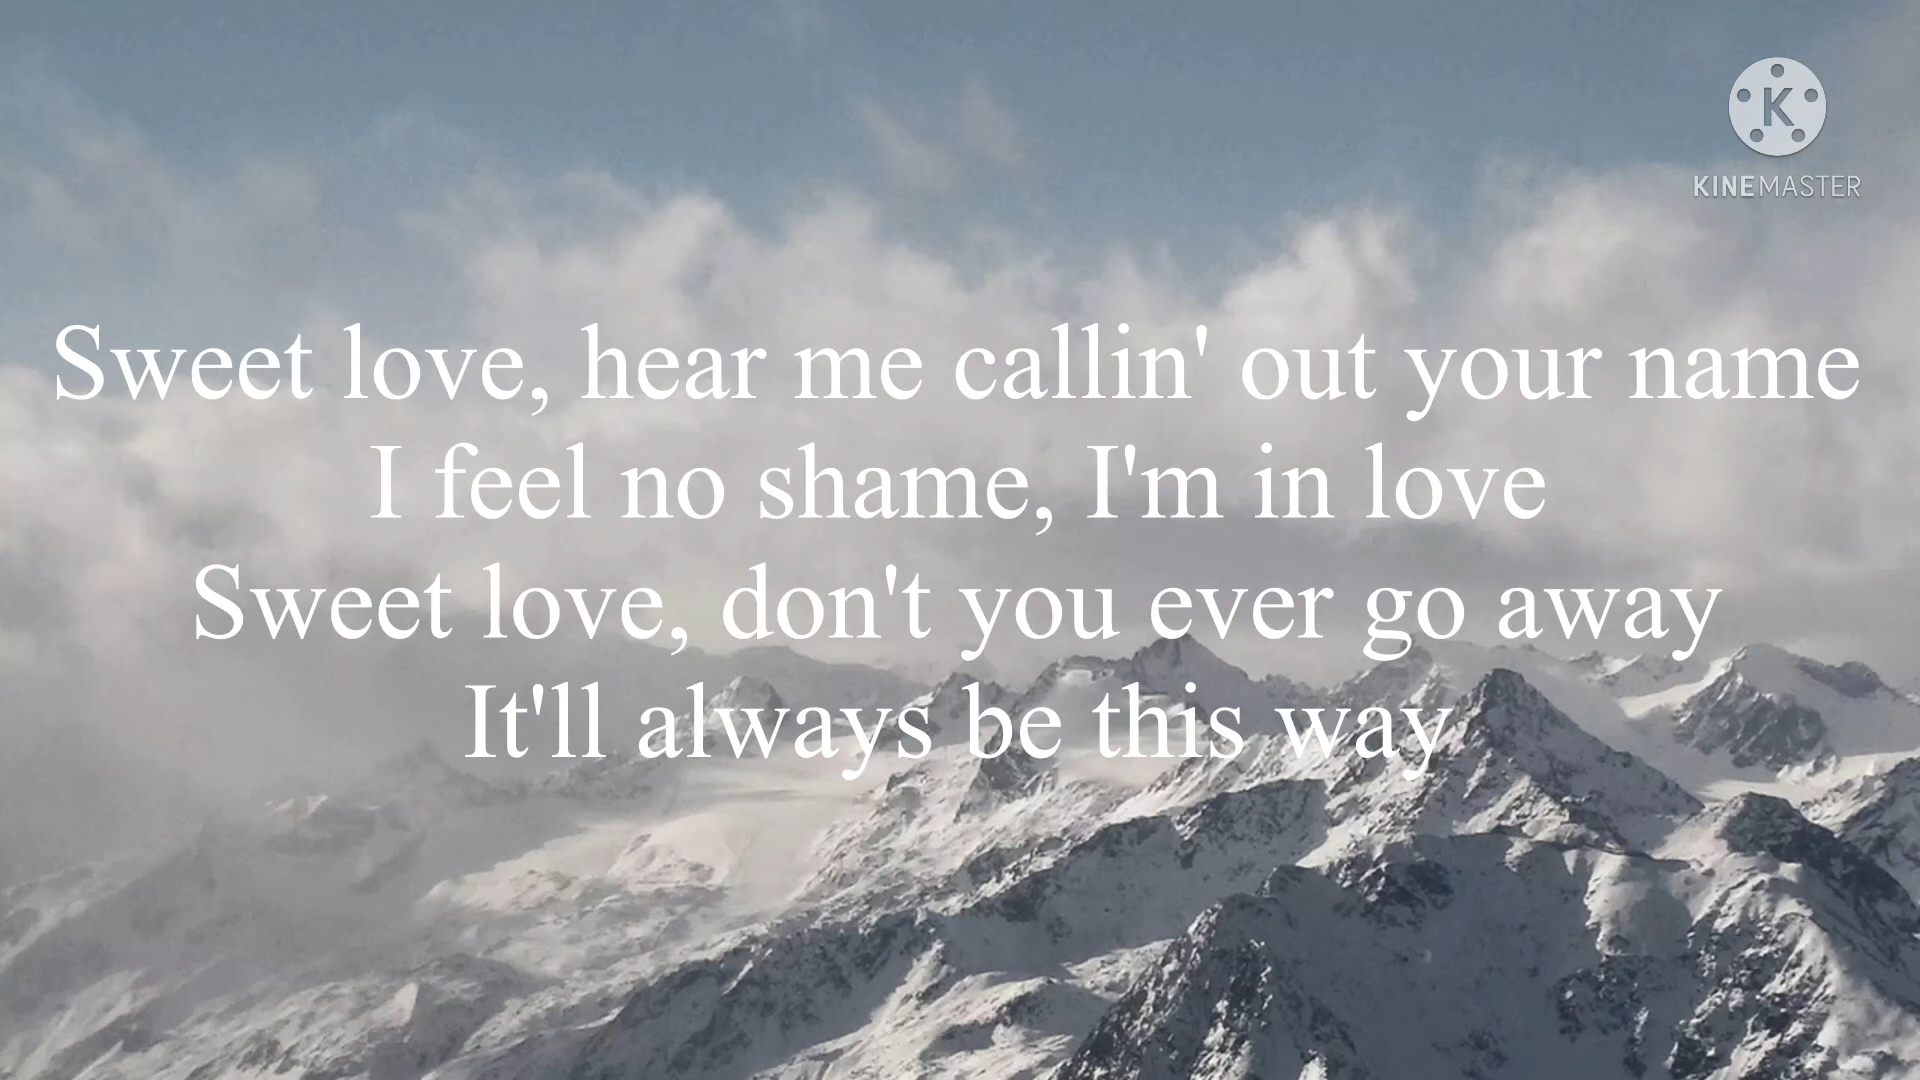 K
KINEMASTER
Sweet love, hear me callin' out your name
I feel no shame, I'm in love
Sweet love, don't you ever go away
It'll always be this way